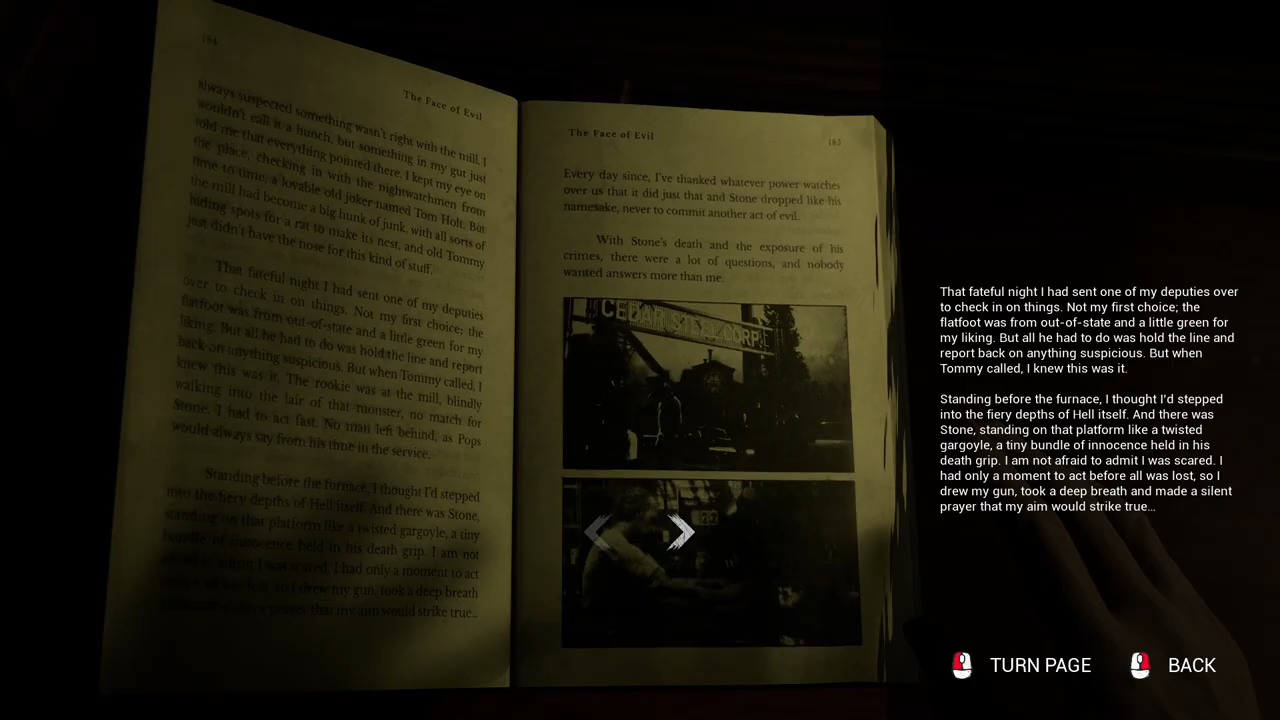 184
The Face of Evil
always suspected something wasn't right with the mill. I
wouldn't call it a hunch, but something in my gut just
told me that everything pointed there. I kept my eye on
the place, checking in with the nightwatchmen from
time to time, a lovable old joker named Tom Holt. But
the mill had become a big hunk of junk, with all sorts of
hiding spots for a rat to make its nest, and old Tommy
just didn't have the nose for this kind of stuff.
That fateful night I had sent one of my deputies
over to check in on things. Not my first choice; the
flatfoot was from out-of-state and a little green for my
liking. But all he had to do was hold the line and report
back on anything suspicious. But when Tommy called, I
knew this was it. The rookie was at the mill, blindly
walking into the lair of that monster, no match for
Stone. I had to act fast. No man left behind, as Pops
would always say from his time in the service.
Standing before the furnace, I thought I'd stepped
into the fiery depths of Hell itself. And there was Stone,
standing on that platform like a twisted gargoyle, a tiny
bundle of innocence held in his death grip. I am not
afraid to admit I was scared. I had only a moment to act
before all was lost, so I drew my gun, took a deep breath
and made a silent prayer that my aim would strike true...
The Face of Evil
183
Every day since, I've thanked whatever power watches
over us that it did just that and Stone dropped like his
namesake, never to commit another act of evil.
With Stone's death and the exposure of his
crimes, there were a lot of questions, and nobody
wanted answers more than me.
CEDAR STEEL CORP.
That fateful night I had sent one of my deputies over
to check in on things. Not my first choice; the
flatfoot was from out-of-state and a little green for
my liking. But all he had to do was hold the line and
report back on anything suspicious. But when
Tommy called, I knew this was it.
Standing before the furnace, I thought I'd stepped
into the fiery depths of Hell itself. And there was
Stone, standing on that platform like a twisted
gargoyle, a tiny bundle of innocence held in his
death grip. I am not afraid to admit I was scared. I
had only a moment to act before all was lost, so I
drew my gun, took a deep breath and made a silent
prayer that my aim would strike true…
TURN PAGE
BACK